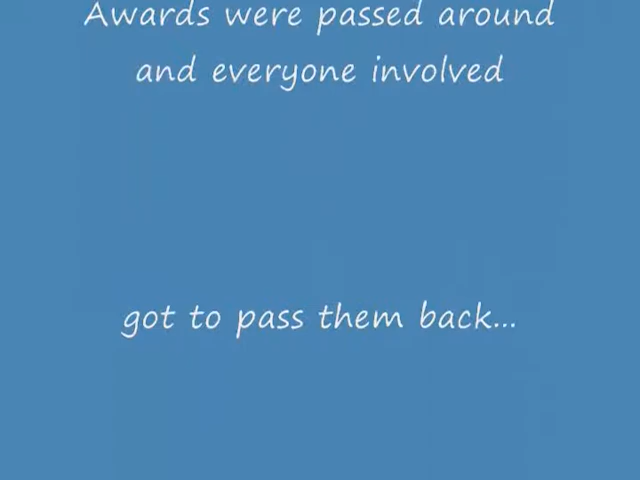 Awards were passed around
and everyone involved
got to pass them back...